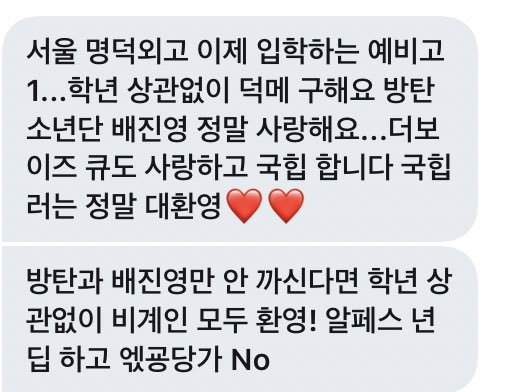 서울 명덕외고 이제 입학하는 예비고
1...학년 상관없이 덕메 구해요 방탄
소년단 배진영 정말 사랑해요...더보
이즈 큐도 사랑하고 국힙 합니다 국힙
러는 정말 대환영❤️❤️
방탄과 배진영만 안 까신다면 학년 상
관없이 비계인 모두 환영! 알페스 년
딥 하고 엓굥당가 No